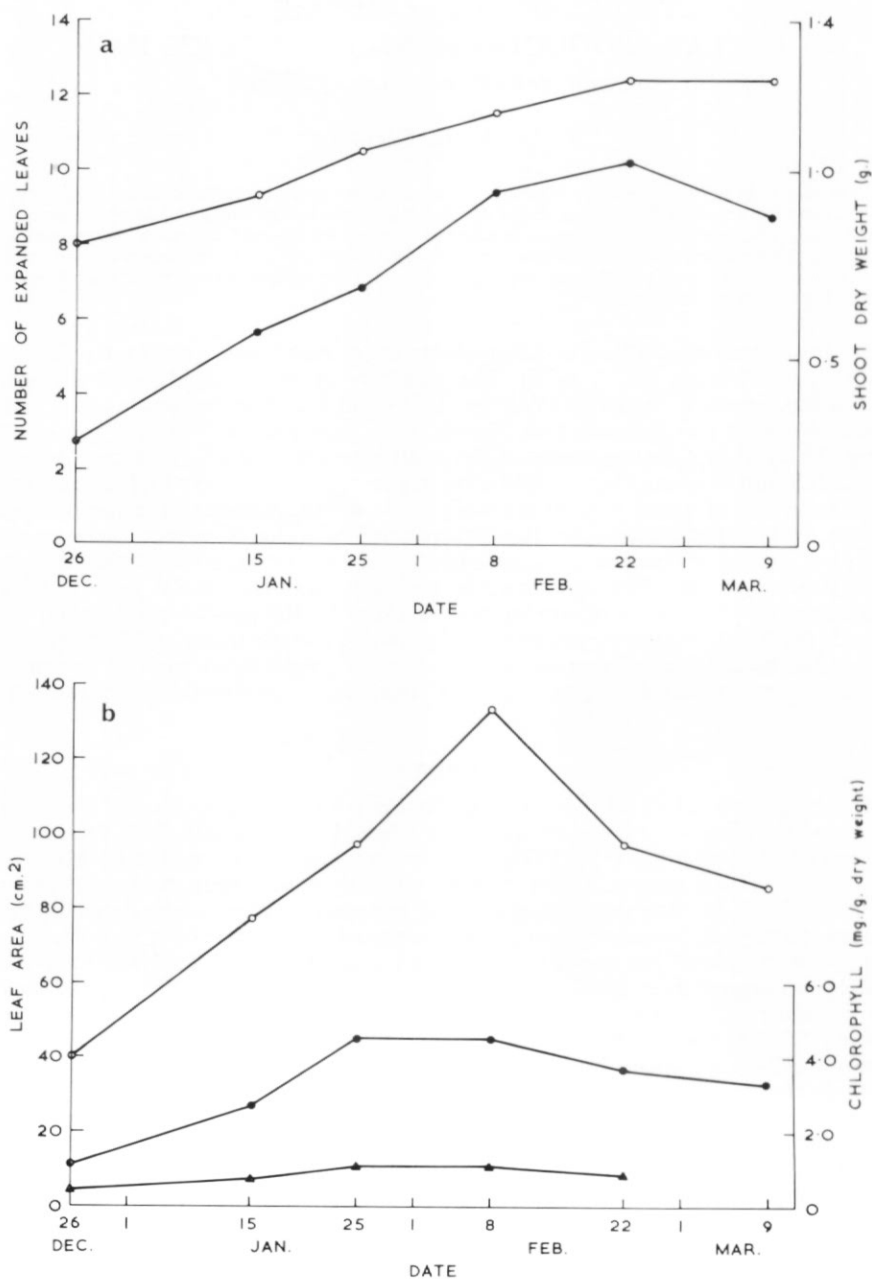 a
14
12
10
8
6
4
2
0
NUMBER OF EXPANDED LEAVES
1·4
1·0
0·5
0
SHOOT DRY WEIGHT (g.)
26 1 15 25 1 8 22 1 9
DEC. JAN. FEB. MAR.
DATE
b
140
120
100
80
60
40
20
0
LEAF AREA (cm.2)
6·0
4·0
2·0
0
CHLOROPHYLL (mg./g. dry weight)
26 1 15 25 1 8 22 1 9
DEC. JAN. FEB. MAR.
DATE